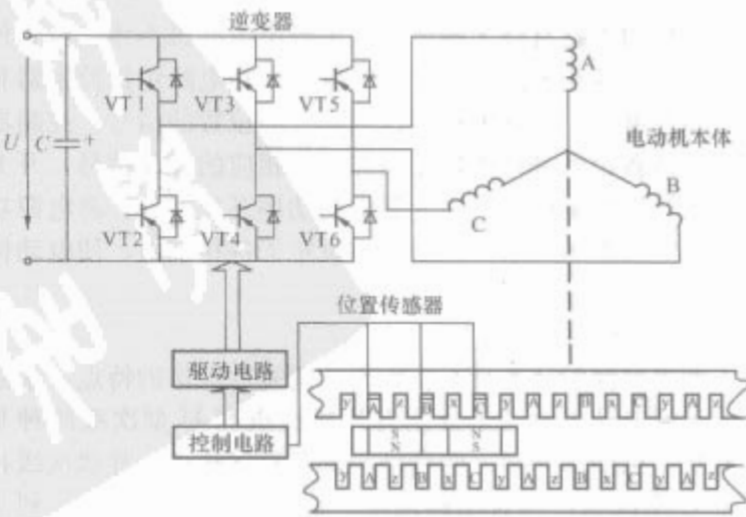 逆变器
VT1 VT3 VT5
A
U C +
电动机本体
B
C
VT2 VT4 VT6
位置传感器
驱动电路
控制电路
y A z B x C y A z B x C y A z
S N
N S
y A z B x C y A z B x C y A z